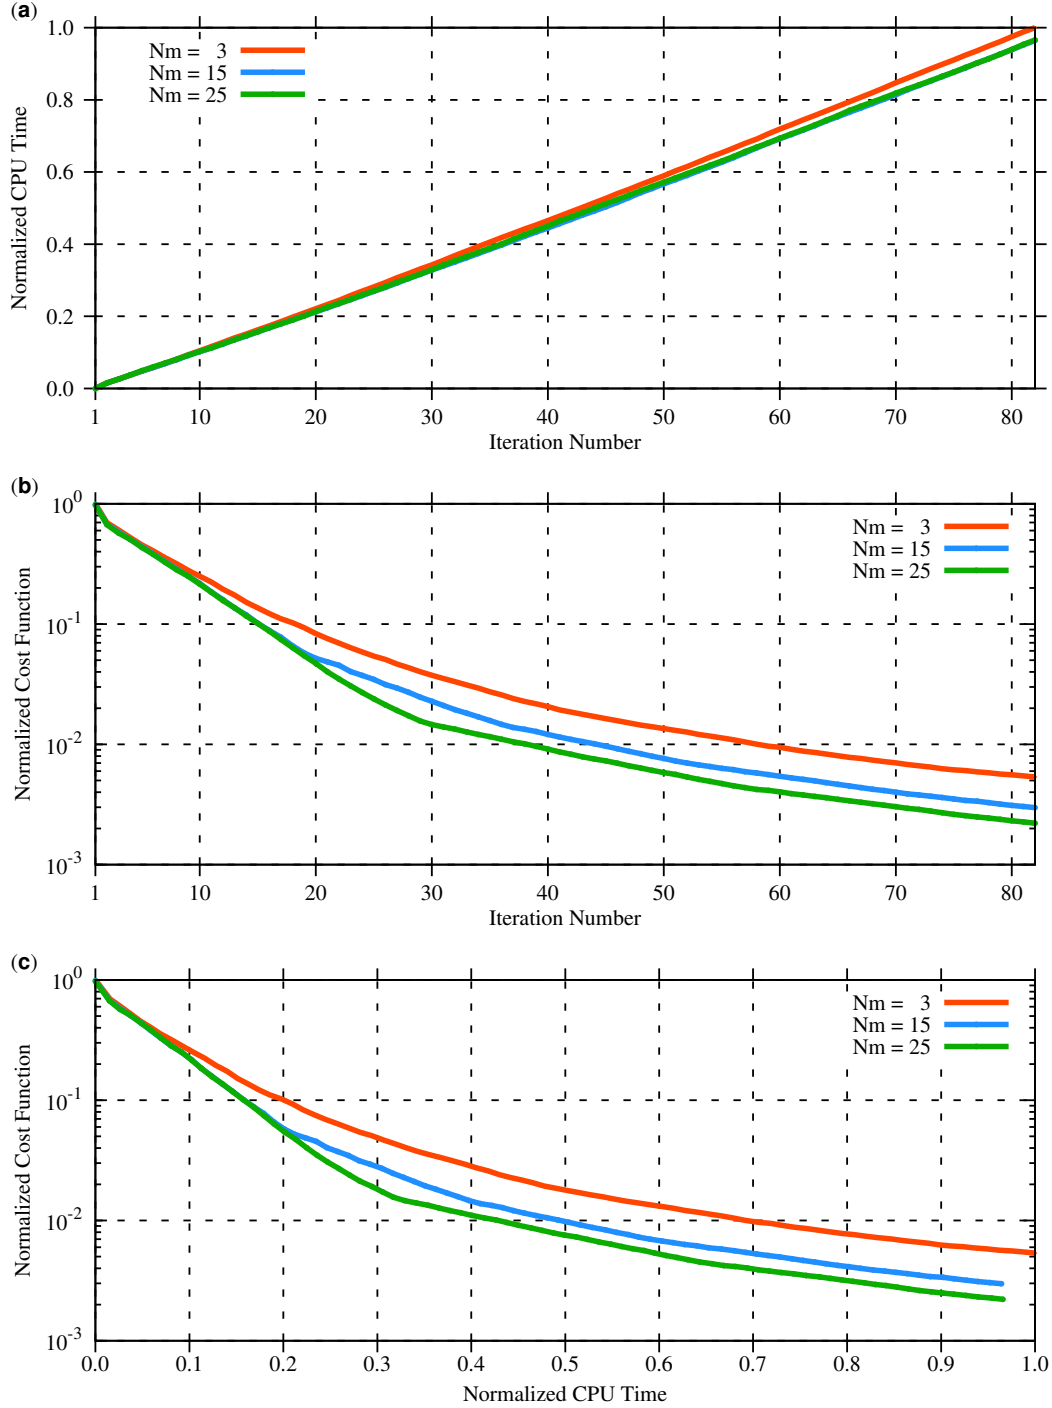 (a)
Normalized CPU Time
1.0
0.8
0.6
0.4
0.2
0.0
Nm = 3
Nm = 15
Nm = 25
1 10 20 30 40 50 60 70 80
Iteration Number
(b)
Normalized Cost Function
10^0
10^-1
10^-2
10^-3
Nm = 3
Nm = 15
Nm = 25
1 10 20 30 40 50 60 70 80
Iteration Number
(c)
Normalized Cost Function
10^0
10^-1
10^-2
10^-3
Nm = 3
Nm = 15
Nm = 25
0.0 0.1 0.2 0.3 0.4 0.5 0.6 0.7 0.8 0.9 1.0
Normalized CPU Time